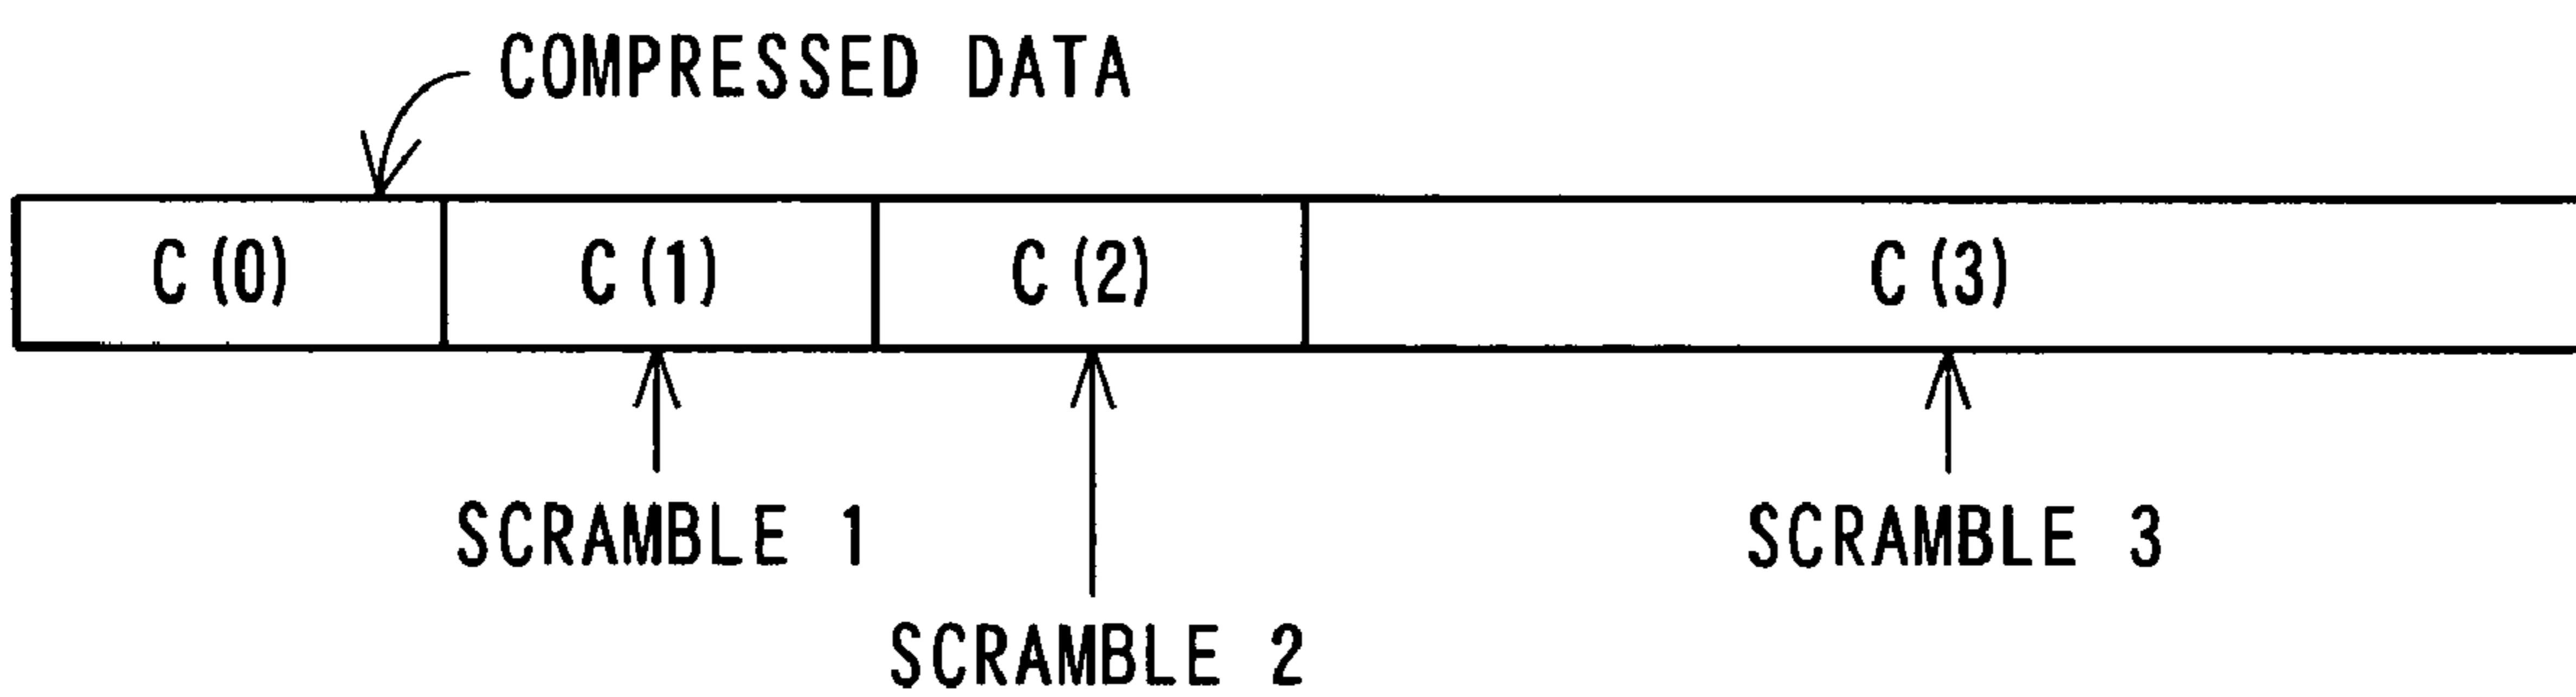 COMPRESSED DATA
C(0) C(1) C(2) C(3)
SCRAMBLE 1 SCRAMBLE 3
SCRAMBLE 2